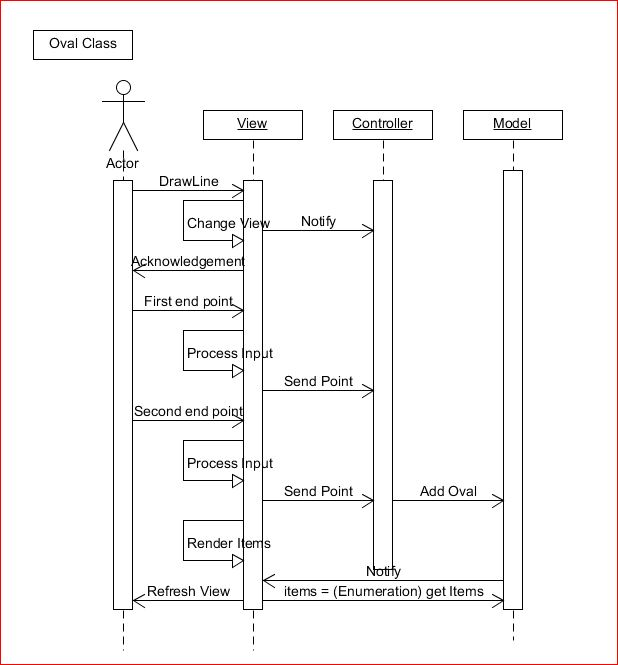 Oval Class
View
Controller
Model
Actor
DrawLine
Change View
Notify
Acknowledgement
First end point
Process Input
Send Point
Second end point
Process Input
Send Point
Add Oval
Render Items
Notify
Refresh View
items = (Enumeration) get Items